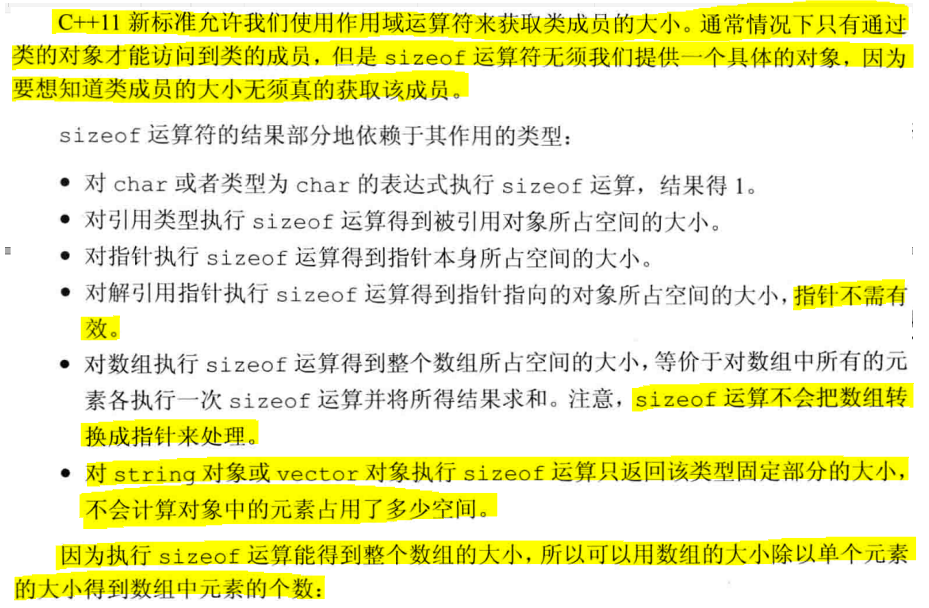 C++11 新标准允许我们使用作用域运算符来获取类成员的大小。通常情况下只有通过
类的对象才能访问到类的成员，但是 sizeof 运算符无须我们提供一个具体的对象，因为
要想知道类成员的大小无须真的获取该成员。
sizeof 运算符的结果部分地依赖于其作用的类型：
● 对 char 或者类型为 char 的表达式执行 sizeof 运算，结果得 1。
● 对引用类型执行 sizeof 运算得到被引用对象所占空间的大小。
● 对指针执行 sizeof 运算得到指针本身所占空间的大小。
● 对解引用指针执行 sizeof 运算得到指针指向的对象所占空间的大小，指针不需有
效。
● 对数组执行 sizeof 运算得到整个数组所占空间的大小，等价于对数组中所有的元
素各执行一次 sizeof 运算并将所得结果求和。注意，sizeof 运算不会把数组转
换成指针来处理。
● 对 string 对象或 vector 对象执行 sizeof 运算只返回该类型固定部分的大小，
不会计算对象中的元素占用了多少空间。
因为执行 sizeof 运算能得到整个数组的大小，所以可以用数组的大小除以单个元素
的大小得到数组中元素的个数：